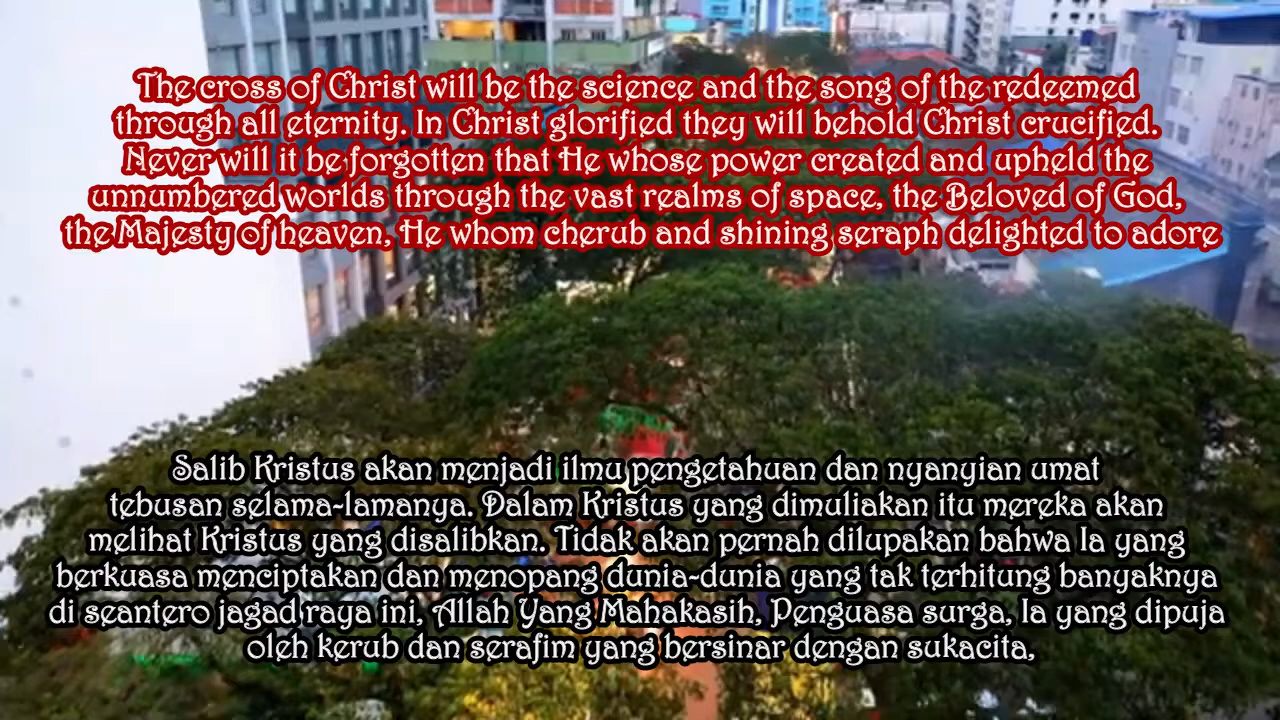 The cross of Christ will be the science and the song of the redeemed
through all eternity. In Christ glorified they will behold Christ crucified.
Never will it be forgotten that He whose power created and upheld the
unnumbered worlds through the vast realms of space, the Beloved of God,
the Majesty of heaven, He whom cherub and shining seraph delighted to adore
Salib Kristus akan menjadi ilmu pengetahuan dan nyanyian umat
tebusan selama-lamanya. Dalam Kristus yang dimuliakan itu mereka akan
melihat Kristus yang disalibkan. Tidak akan pernah dilupakan bahwa Ia yang
berkuasa menciptakan dan menopang dunia-dunia yang tak terhitung banyaknya
di seantero jagad raya ini, Allah Yang Mahakasih, Penguasa surga, Ia yang dipuja
oleh kerub dan serafim yang bersinar dengan sukacita,